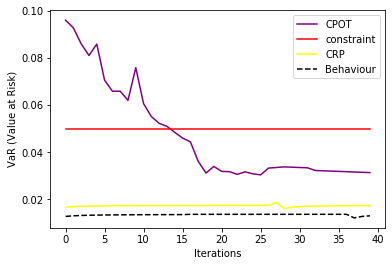 0.10
0.08
0.06
0.04
0.02
VaR (Value at Risk)
CPOT
constraint
CRP
Behaviour
0 5 10 15 20 25 30 35 40
Iterations